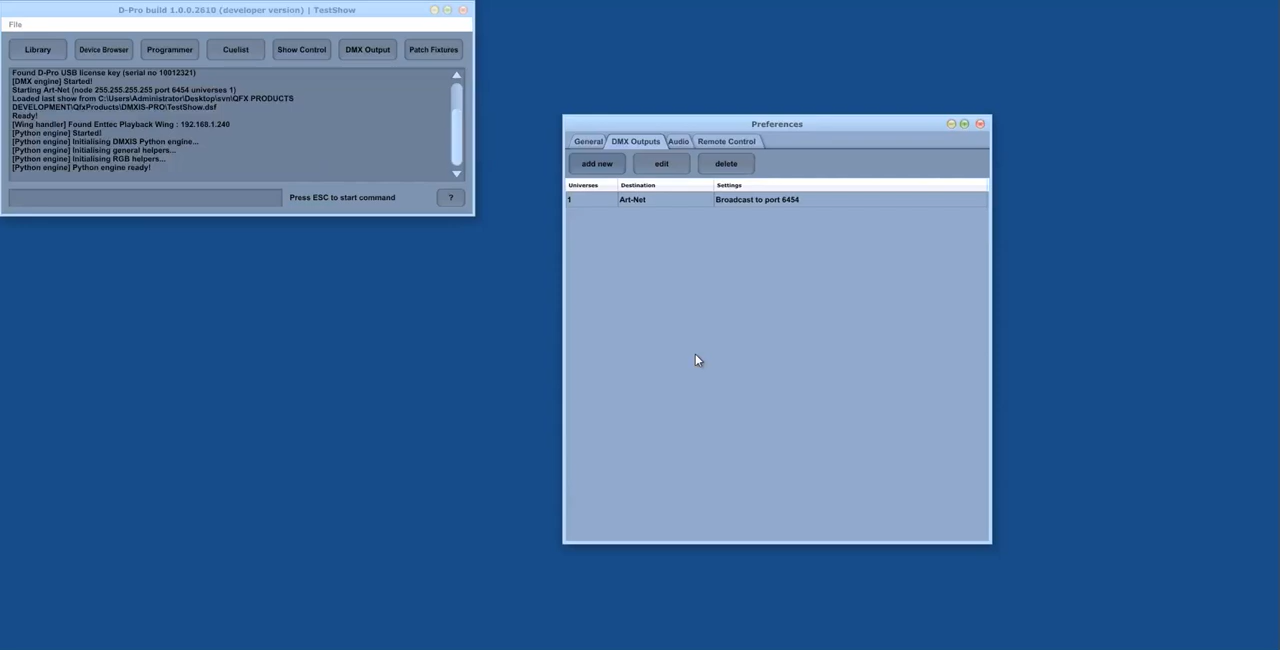 D-Pro build 1.0.0.2610 (developer version) | TestShow
File
Library Device Browser Programmer Cuelist Show Control DMX Output Patch Fixtures
Found D-Pro USB license key (serial no 10012321)
[DMX engine] Started!
Starting Art-Net (node 255.255.255.255 port 6454 universes 1)
Loaded last show from C:\Users\Administrator\Desktop\svn\QFX PRODUCTS
DEVELOPMENT\QfxProducts\DMXIS-PRO\TestShow.dsf
Ready!
[Wing handler] Found Enttec Playback Wing : 192.168.1.240
[Python engine] Started!
[Python engine] Initialising DMXIS Python engine...
[Python engine] Initialising general helpers...
[Python engine] Initialising RGB helpers...
[Python engine] Python engine ready!
Press ESC to start command ?
Preferences
General DMX Outputs Audio Remote Control
add new edit delete
Universes Destination Settings
1 Art-Net Broadcast to port 6454